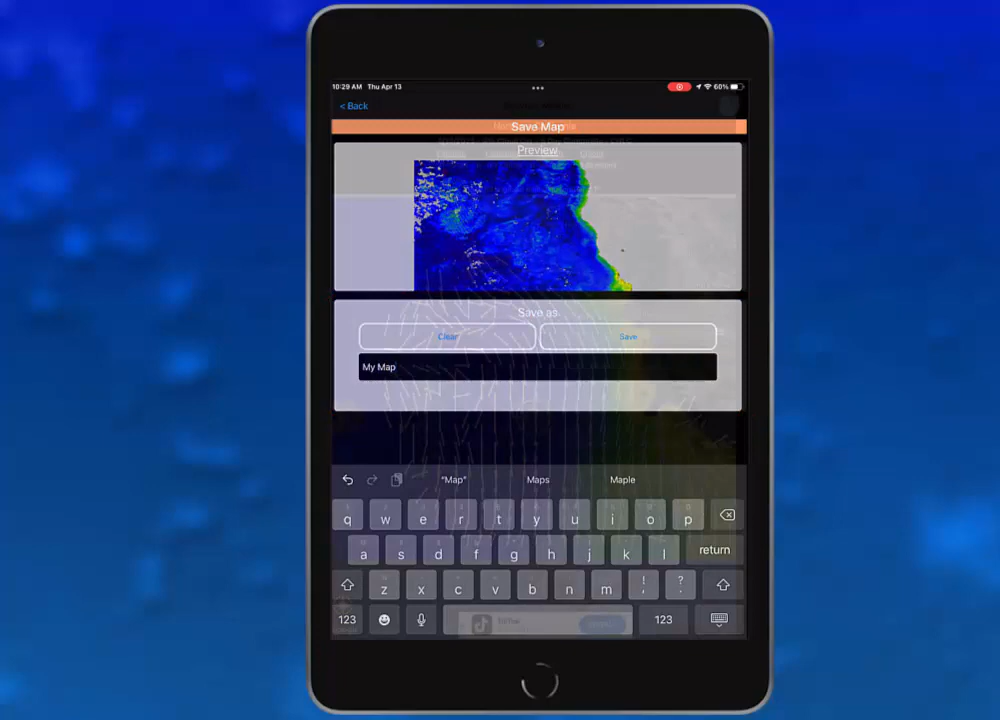 10:29 AM Thu Apr 13
60%
< Back
Save Map
Preview
Save as.
Clear
Save
My Map
"Map" Maps Maple
q w e r t y u i o p
a s d f g h j k l return
z x c v b n m ! , ? .
123 123